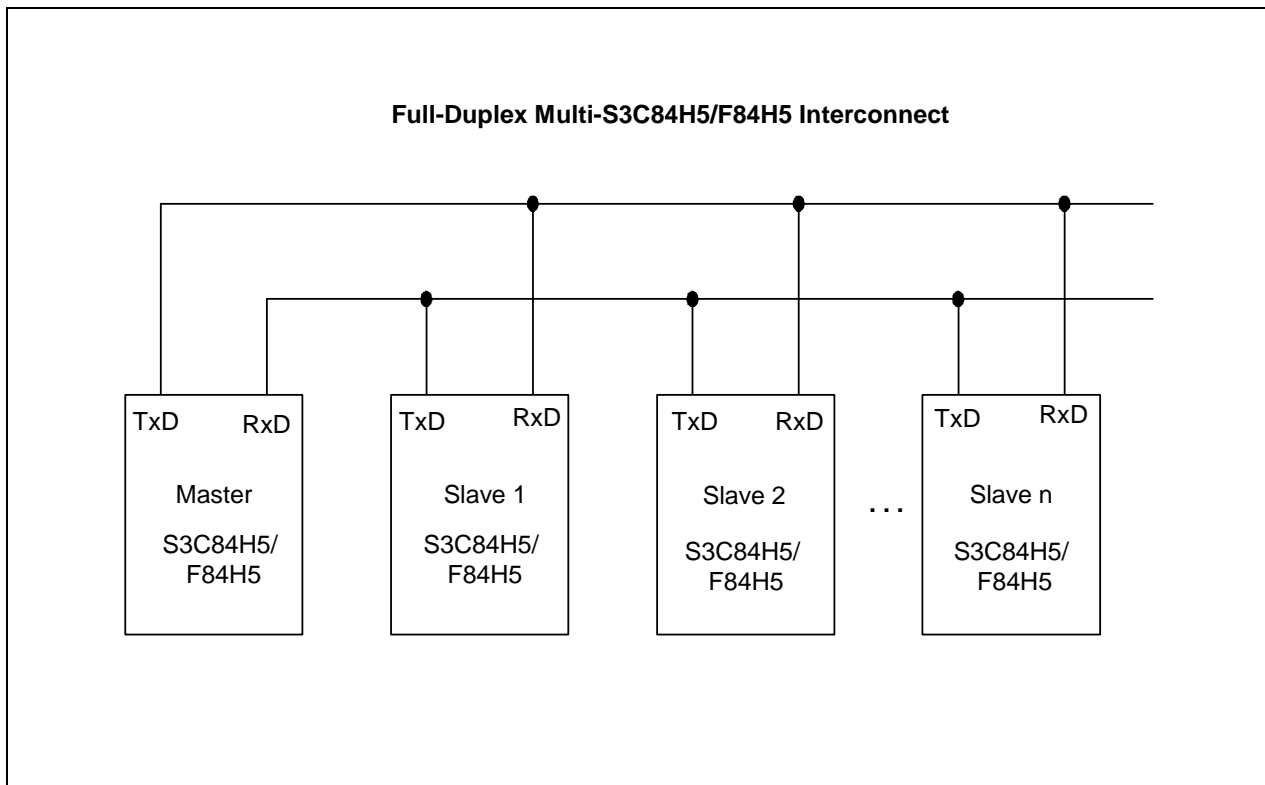 Full-Duplex Multi-S3C84H5/F84H5 Interconnect
TxD RxD
Master
S3C84H5/
F84H5
TxD RxD
Slave 1
S3C84H5/
F84H5
TxD RxD
Slave 2
S3C84H5/
F84H5
. . .
TxD RxD
Slave n
S3C84H5/
F84H5